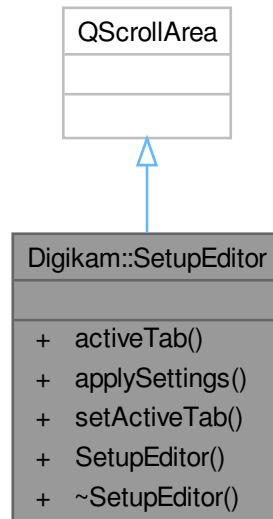 QScrollArea
Digikam::SetupEditor
+ activeTab()
+ applySettings()
+ setActiveTab()
+ SetupEditor()
+ ~SetupEditor()